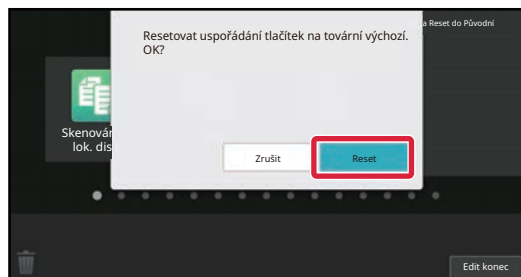 a Reset do Původní
Resetovat uspořádání tlačítek na tovární výchozí.
OK?
Skenován
lok. dis
Zrušit
Reset
Edit konec